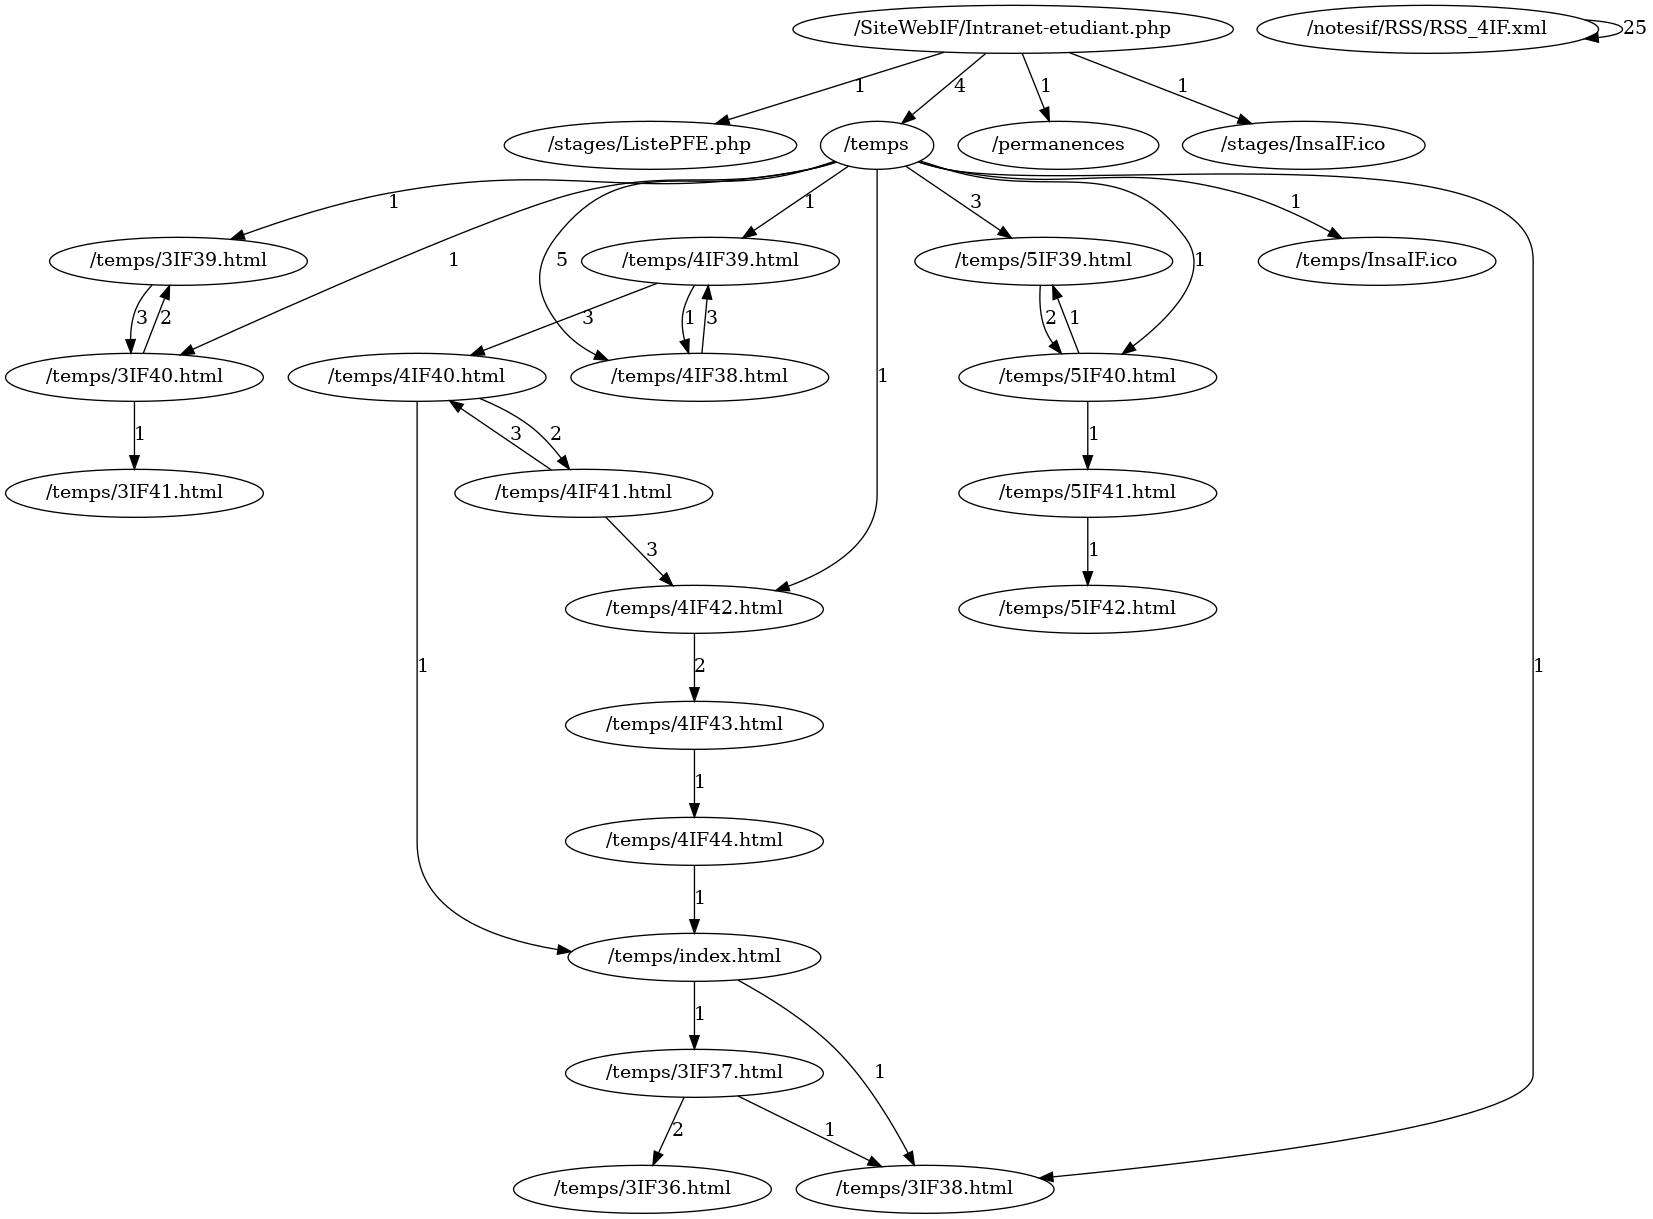 /SiteWebIF/Intranet-etudiant.php
/notesif/RSS/RSS_4IF.xml
25
1
4
1
1
/stages/ListePFE.php
/temps
/permanences
/stages/InsaIF.ico
1
1
3
1
/temps/3IF39.html
1
5
/temps/4IF39.html
/temps/5IF39.html
1
/temps/InsaIF.ico
3
2
3
1
3
2
1
/temps/3IF40.html
/temps/4IF40.html
/temps/4IF38.html
1
/temps/5IF40.html
1
3
2
1
/temps/3IF41.html
/temps/4IF41.html
/temps/5IF41.html
3
1
/temps/4IF42.html
/temps/5IF42.html
1
2
1
/temps/4IF43.html
1
/temps/4IF44.html
1
/temps/index.html
1
/temps/3IF37.html
1
2
1
/temps/3IF36.html
/temps/3IF38.html